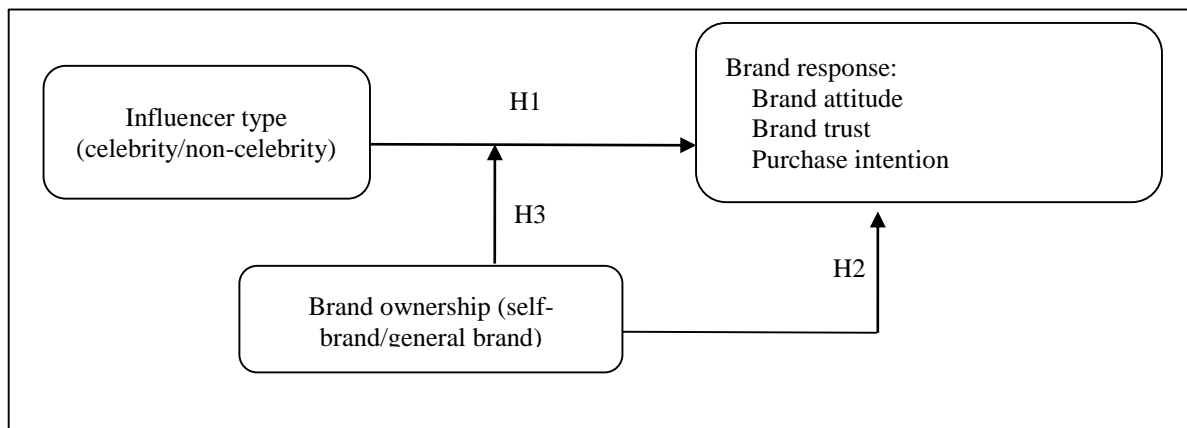 Influencer type
(celebrity/non-celebrity)
H1
Brand response:
Brand attitude
Brand trust
Purchase intention
H3
H2
Brand ownership (self-
brand/general brand)